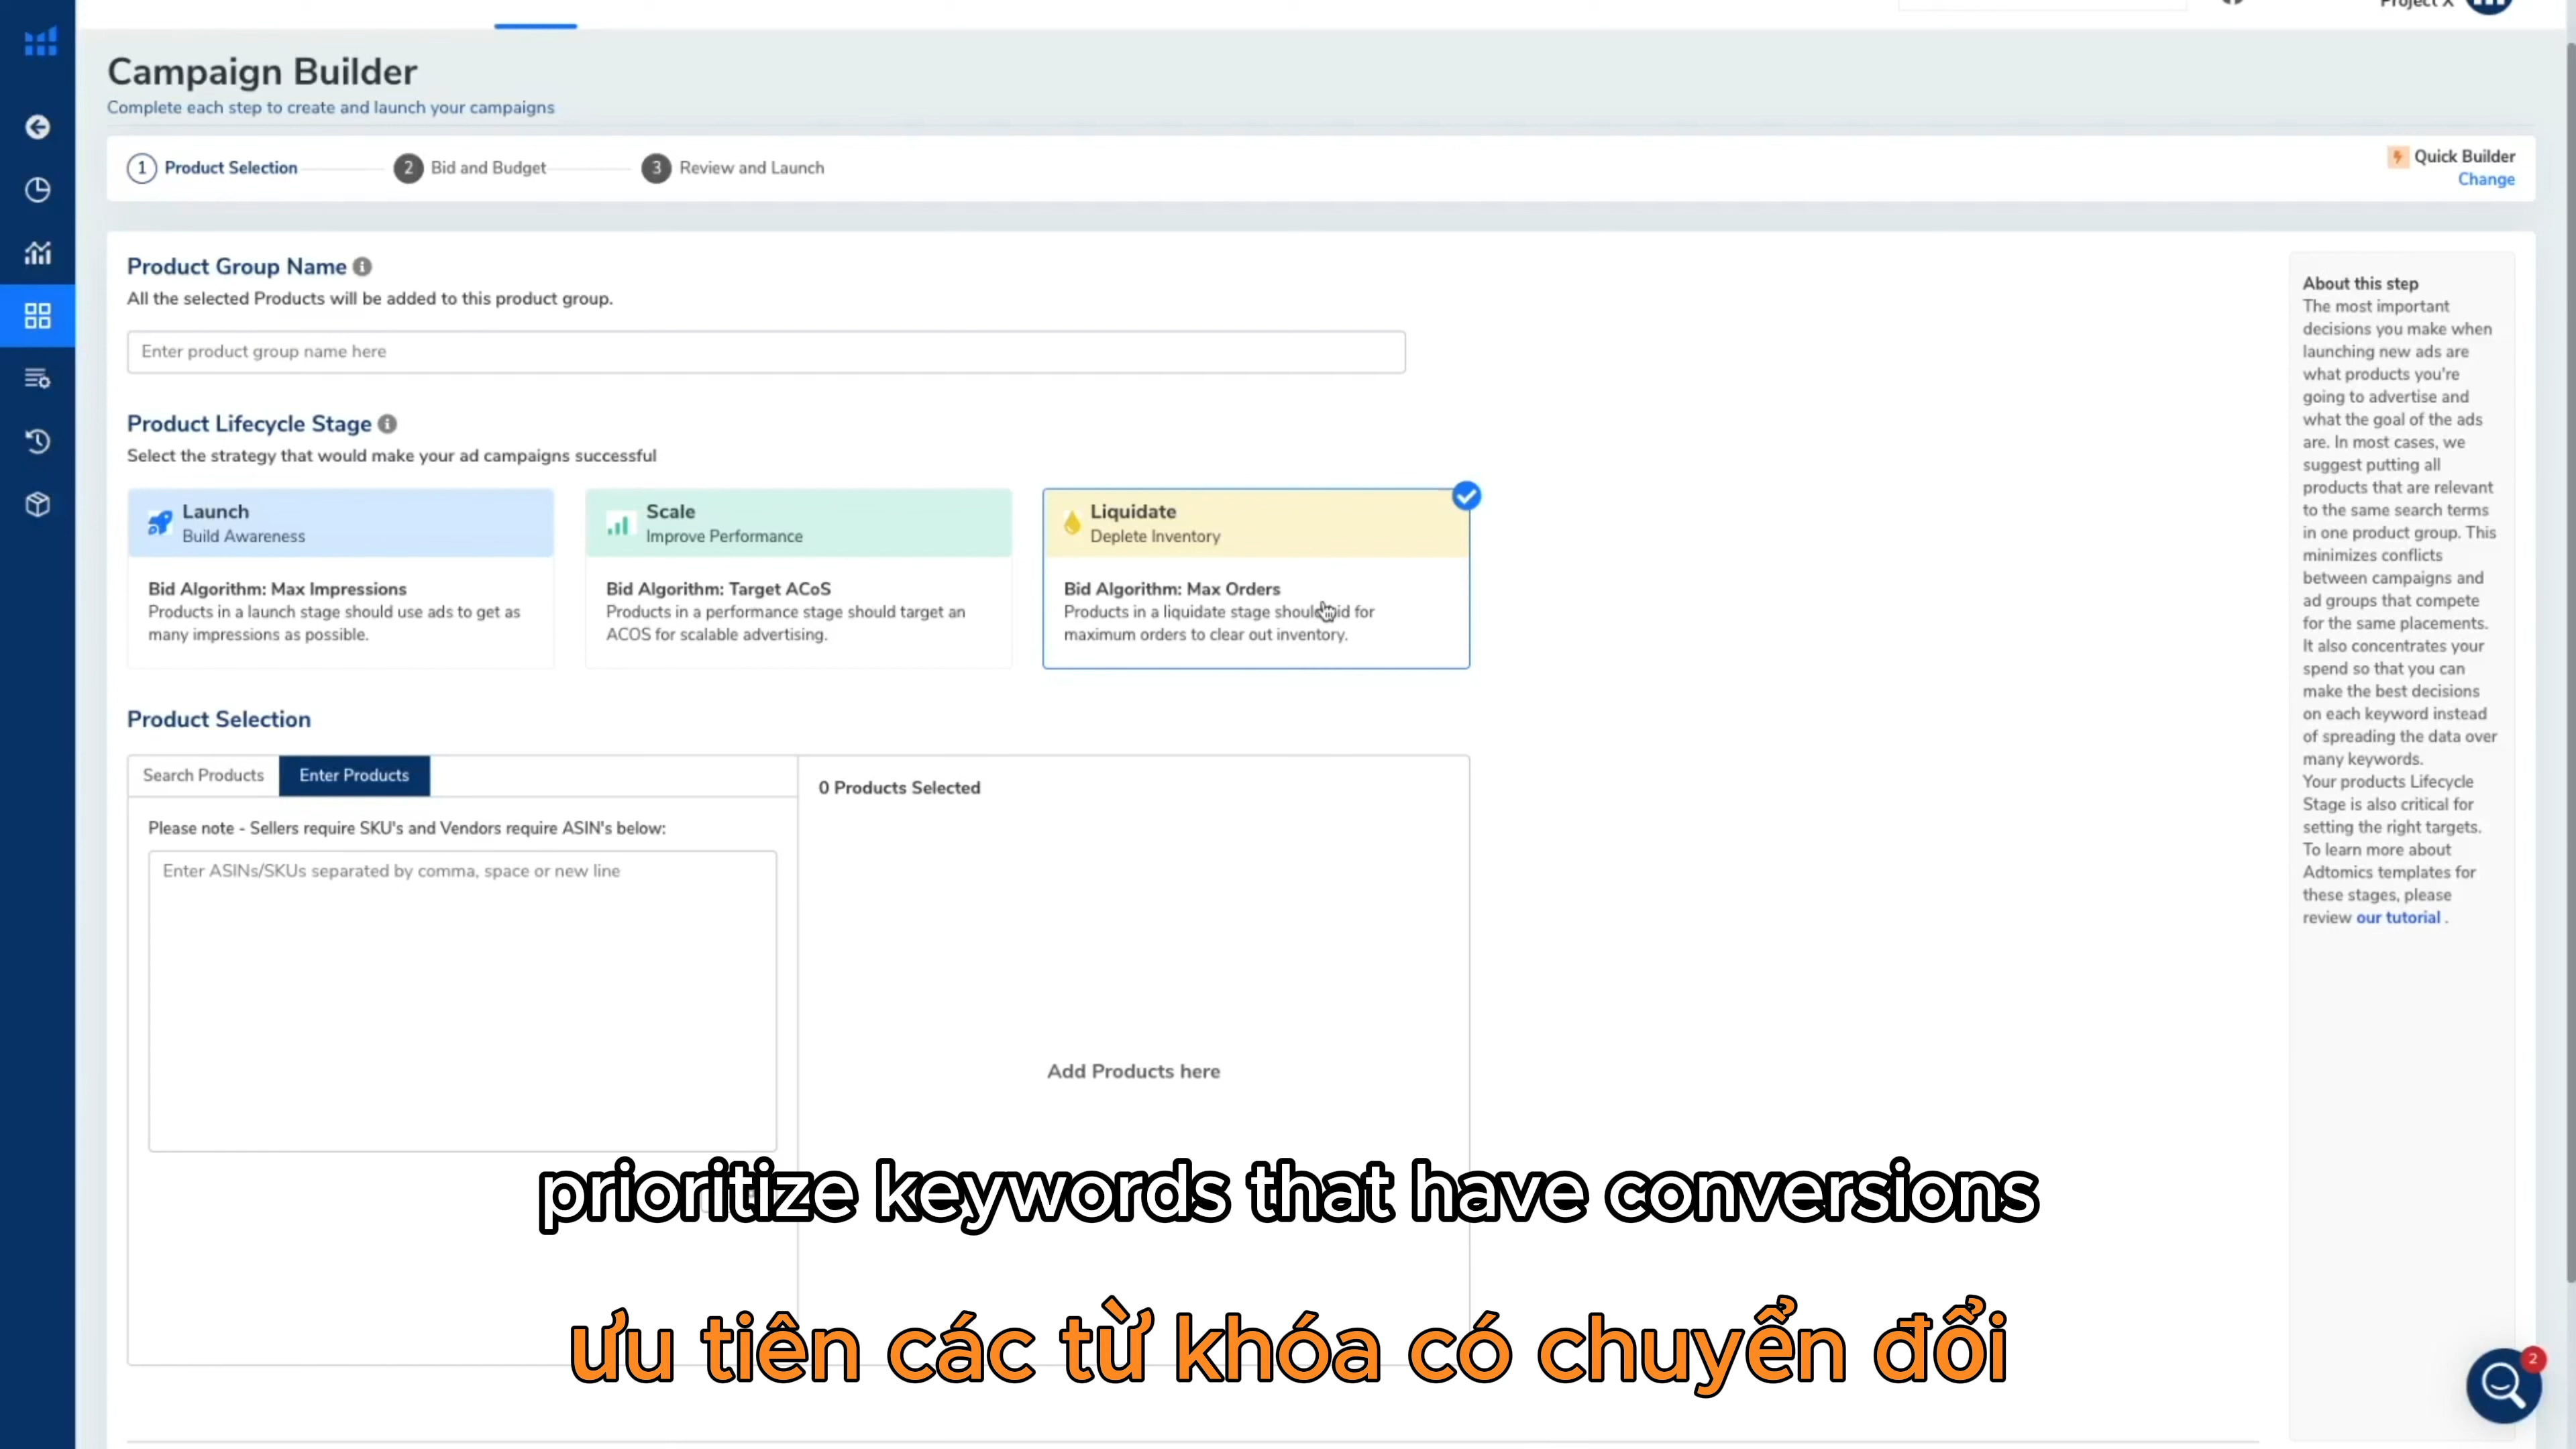 Project X
Campaign Builder
Complete each step to create and launch your campaigns
1 Product Selection
2 Bid and Budget
3 Review and Launch
Quick Builder
Change
Product Group Name
All the selected Products will be added to this product group.
Enter product group name here
Product Lifecycle Stage
Select the strategy that would make your ad campaigns successful
Launch
Build Awareness
Bid Algorithm: Max Impressions
Products in a launch stage should use ads to get as
many impressions as possible.
Scale
Improve Performance
Bid Algorithm: Target ACoS
Products in a performance stage should target an
ACOS for scalable advertising.
Liquidate
Deplete Inventory
Bid Algorithm: Max Orders
Products in a liquidate stage should bid for
maximum orders to clear out inventory.
Product Selection
Search Products
Enter Products
Please note - Sellers require SKU's and Vendors require ASIN's below:
Enter ASINs/SKUs separated by comma, space or new line
0 Products Selected
Add Products here
About this step
The most important
decisions you make when
launching new ads are
what products you're
going to advertise and
what the goal of the ads
are. In most cases, we
suggest putting all
products that are relevant
to the same search terms
in one product group. This
minimizes conflicts
between campaigns and
ad groups that compete
for the same placements.
It also concentrates your
spend so that you can
make the best decisions
on each keyword instead
of spreading the data over
many keywords.
Your products Lifecycle
Stage is also critical for
setting the right targets.
To learn more about
Adtomics templates for
these stages, please
review our tutorial .
prioritize keywords that have conversions
ưu tiên các từ khóa có chuyển đổi
2